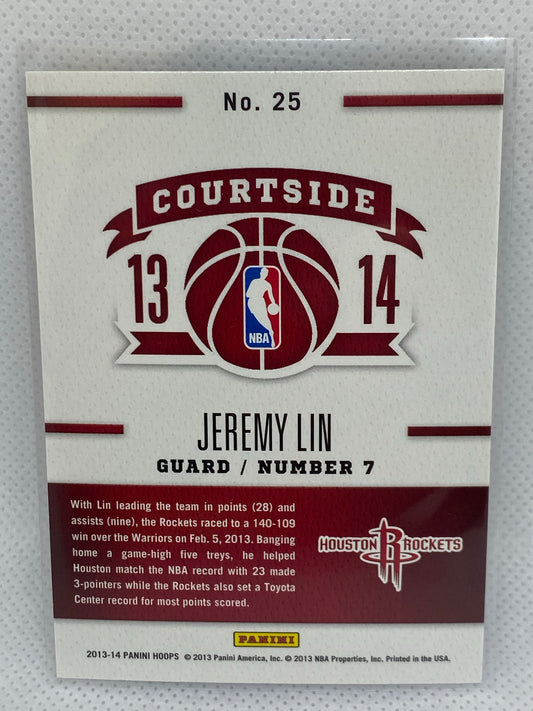 No. 25
COURTSIDE
13 14
NBA
JEREMY LIN
GUARD / NUMBER 7
With Lin leading the team in points (28) and
assists (nine), the Rockets raced to a 140-109
win over the Warriors on Feb. 5, 2013. Banging
home a game-high five treys, he helped
Houston match the NBA record with 23 made
3-pointers while the Rockets also set a Toyota
Center record for most points scored.
HOUSTON R ROCKETS
PANINI
2013-14 PANINI HOOPS © 2013 Panini America, Inc. © 2013 NBA Properties, Inc. Printed in the USA.